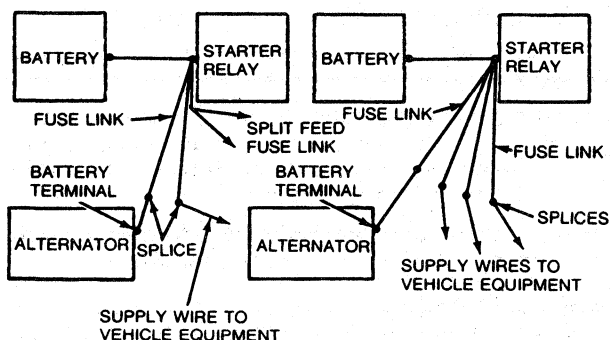 BATTERY
STARTER
RELAY
FUSE LINK
SPLIT FEED
FUSE LINK
BATTERY
TERMINAL
ALTERNATOR
SPLICE
SUPPLY WIRE TO
VEHICLE EQUIPMENT
BATTERY
STARTER
RELAY
FUSE LINK
FUSE LINK
BATTERY
TERMINAL
SPLICES
ALTERNATOR
SUPPLY WIRES TO
VEHICLE EQUIPMENT